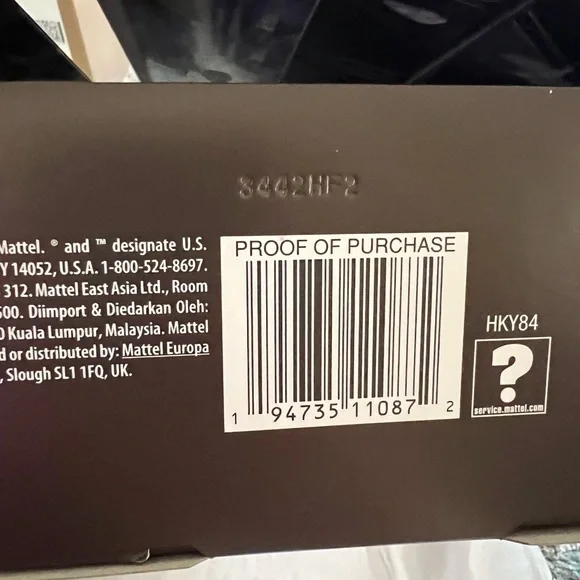 3442HF2
Mattel. ® and ™ designate U.S.
Y 14052, U.S.A. 1-800-524-8697.
312. Mattel East Asia Ltd., Room
500. Diimport & Diedarkan Oleh:
0 Kuala Lumpur, Malaysia. Mattel
d or distributed by: Mattel Europa
, Slough SL1 1FQ, UK.
PROOF OF PURCHASE
1 94735 11087 2
HKY84
?
service.mattel.com